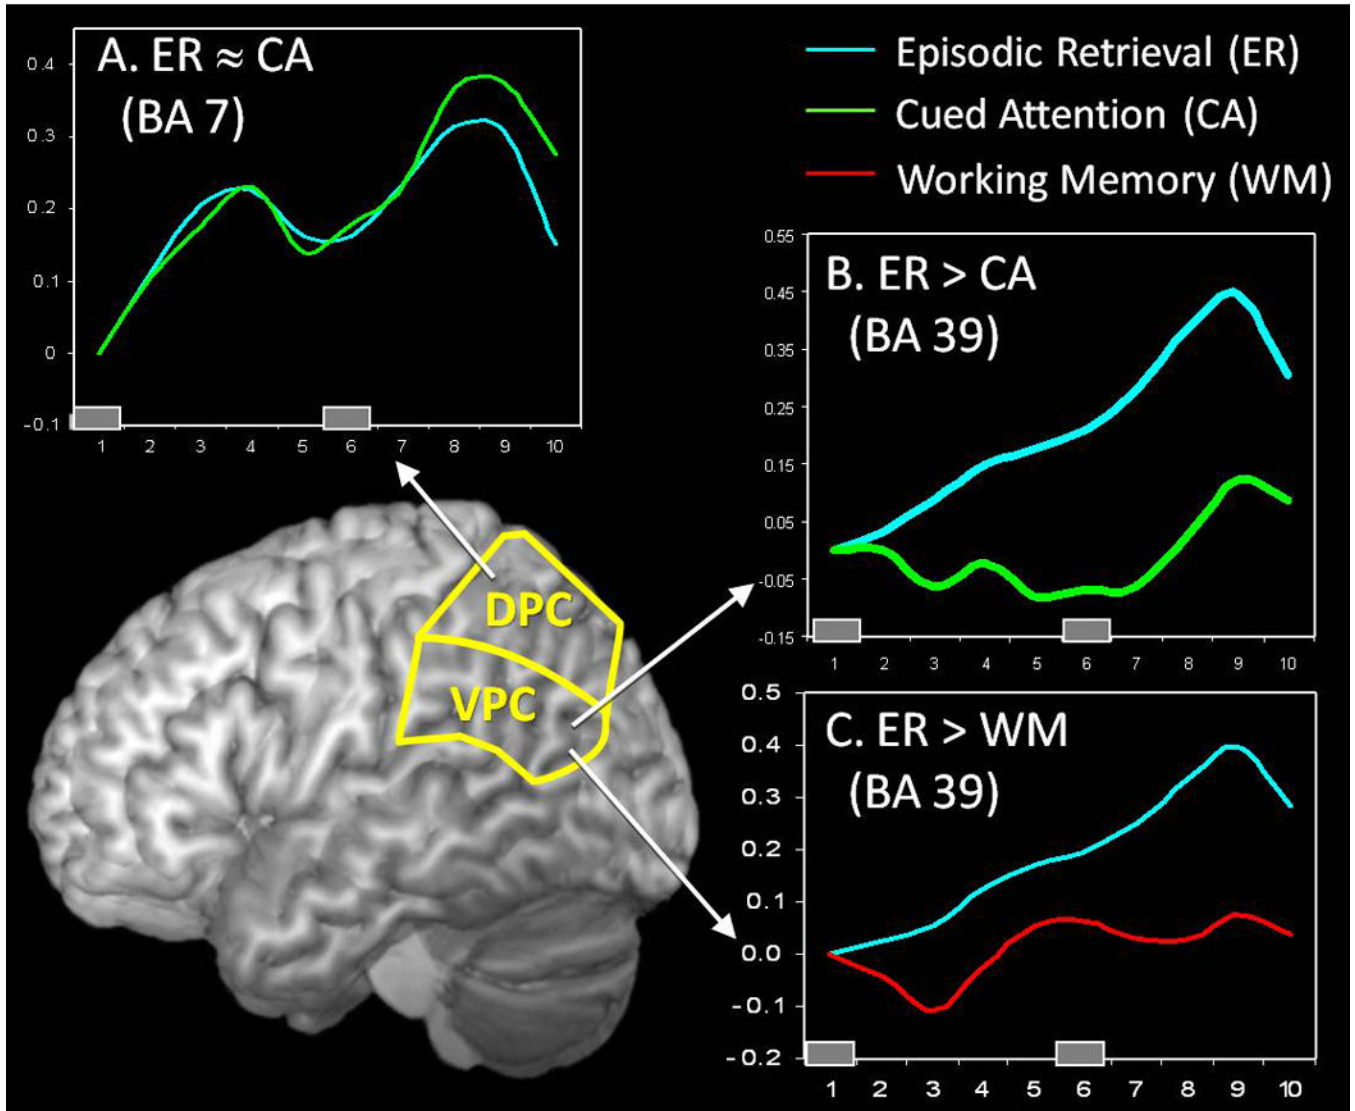 A. ER ≈ CA
(BA 7)
0.4
0.3
0.2
0.1
0
-0.1
1 2 3 4 5 6 7 8 9 10
Episodic Retrieval (ER)
Cued Attention (CA)
Working Memory (WM)
B. ER > CA
(BA 39)
0.55
0.45
0.35
0.25
0.15
0.05
-0.05
-0.15
1 2 3 4 5 6 7 8 9 10
DPC
VPC
C. ER > WM
(BA 39)
0.5
0.4
0.3
0.2
0.1
0.0
-0.1
-0.2
1 2 3 4 5 6 7 8 9 10